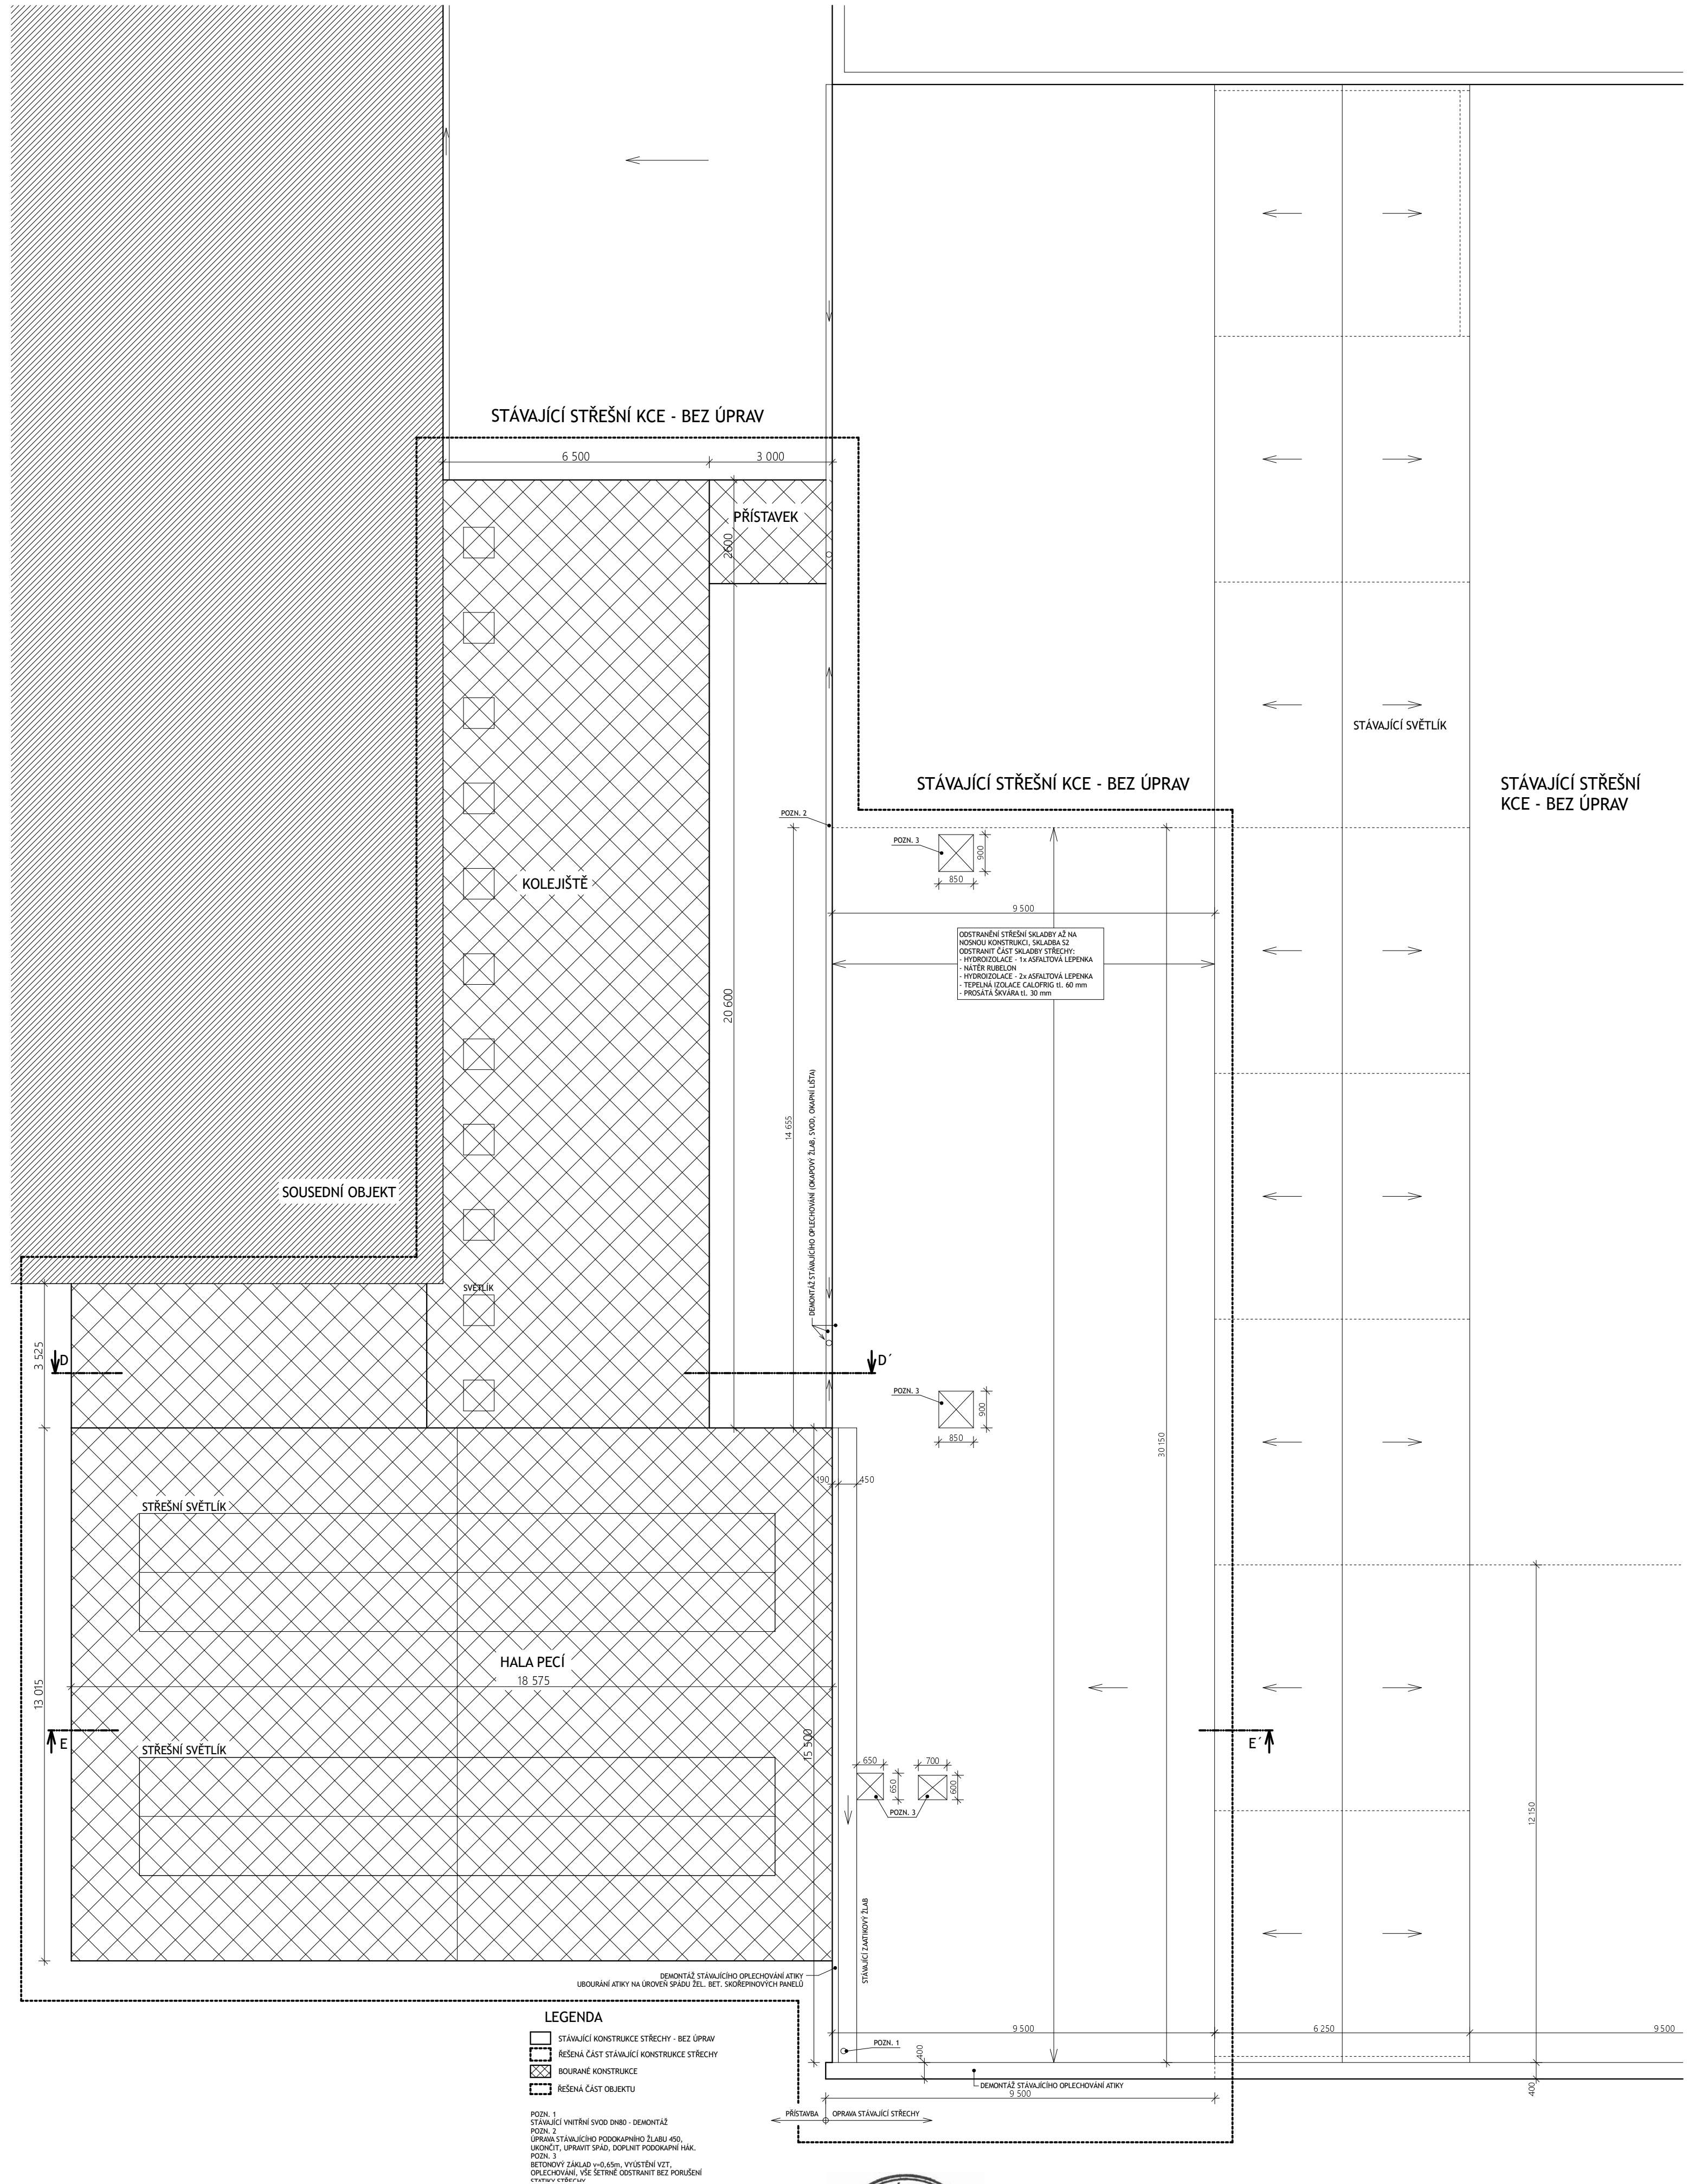 STÁVAJÍCÍ STŘEŠNÍ KCE - BEZ ÚPRAV
6 500
3 000
PŘÍSTAVEK
2600
STÁVAJÍCÍ SVĚTLÍK
STÁVAJÍCÍ STŘEŠNÍ KCE - BEZ ÚPRAV
STÁVAJÍCÍ STŘEŠNÍ
KCE - BEZ ÚPRAV
POZN. 2
POZN. 3
900
850
KOLEJIŠTĚ
9 500
ODSTRANĚNÍ STŘEŠNÍ SKLADBY AŽ NA
NOSNOU KONSTRUKCI, SKLADBA S2
ODSTRANIT ČÁST SKLADBY STŘECHY:
- HYDROIZOLACE - 1x ASFALTOVÁ LEPENKA
- NÁTĚR RUBELON
- HYDROIZOLACE - 2x ASFALTOVÁ LEPENKA
- TEPELNÁ IZOLACE CALOFRIG tl. 60 mm
- PROSÁTÁ ŠKVÁRA tl. 30 mm
20 600
14 655
DEMONTÁŽ STÁVAJÍCÍHO OPLECHOVÁNÍ (OKAPOVÝ ŽLAB, SVOD, OKAPNÍ LIŠTA)
SOUSEDNÍ OBJEKT
SVĚTLÍK
3 525
D
D´
POZN. 3
900
850
30 150
190
450
STŘEŠNÍ SVĚTLÍK
HALA PECÍ
18 575
13 015
E
STŘEŠNÍ SVĚTLÍK
15 500
E´
650
700
650
600
POZN. 3
12 150
STÁVAJÍCÍ ZAATIKOVÝ ŽLAB
DEMONTÁŽ STÁVAJÍCÍHO OPLECHOVÁNÍ ATIKY
UBOURÁNÍ ATIKY NA ÚROVEŇ SPÁDU ŽEL. BET. SKOŘEPINOVÝCH PANELŮ
9 500
6 250
9 500
POZN. 1
400
DEMONTÁŽ STÁVAJÍCÍHO OPLECHOVÁNÍ ATIKY
9 500
400
PŘÍSTAVBA
OPRAVA STÁVAJÍCÍ STŘECHY
LEGENDA
STÁVAJÍCÍ KONSTRUKCE STŘECHY - BEZ ÚPRAV
ŘEŠENÁ ČÁST STÁVAJÍCÍ KONSTRUKCE STŘECHY
BOURANÉ KONSTRUKCE
ŘEŠENÁ ČÁST OBJEKTU
POZN. 1
STÁVAJÍCÍ VNITŘNÍ SVOD DN80 - DEMONTÁŽ
POZN. 2
ÚPRAVA STÁVAJÍCÍHO PODOKAPNÍHO ŽLABU 450,
UKONČIT, UPRAVIT SPÁD, DOPLNIT PODOKAPNÍ HÁK.
POZN. 3
BETONOVÝ ZÁKLAD v=0,65m, VYÚSTĚNÍ VZT,
OPLECHOVÁNÍ, VŠE ŠETRNĚ ODSTRANIT BEZ PORUŠENÍ
STATIKY STŘECHY